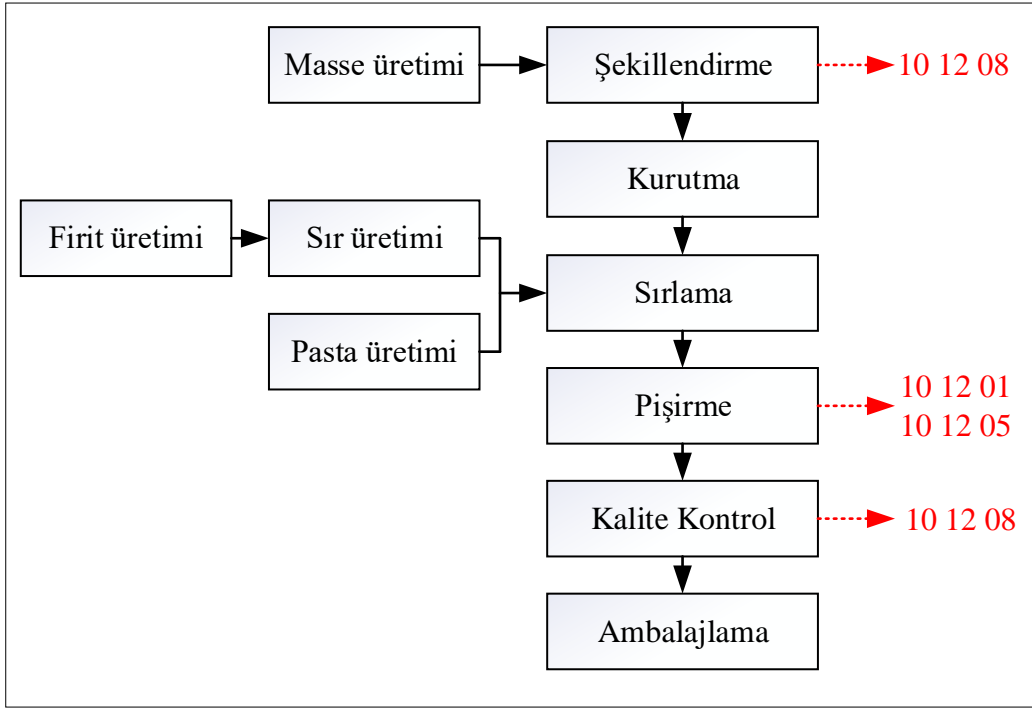 Masse üretimi
Şekillendirme
10 12 08
Kurutma
Firit üretimi
Sır üretimi
Sırlama
Pasta üretimi
Pişirme
10 12 01
10 12 05
Kalite Kontrol
10 12 08
Ambalajlama